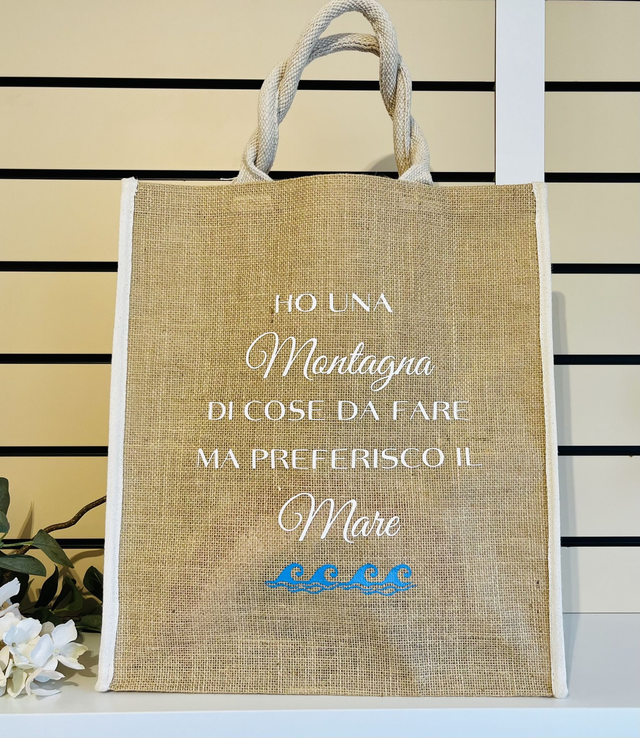 HO UNA
Montagna
DI COSE DA FARE
MA PREFERISCO IL
Mare